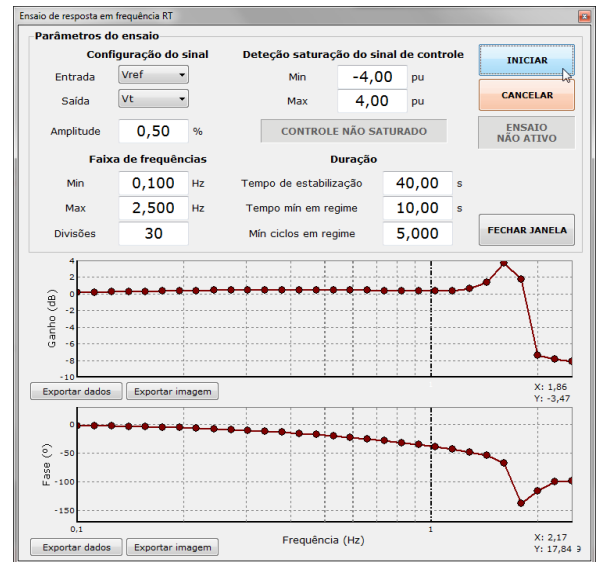 Ensaio de resposta em frequência RT
Parâmetros do ensaio
Configuração do sinal
Deteção saturação do sinal de controle
INICIAR
Entrada Vref
Min -4,00 pu
Saída Vt
Max 4,00 pu
CANCELAR
Amplitude 0,50 %
CONTROLE NÃO SATURADO
ENSAIO
NÃO ATIVO
Faixa de frequências
Duração
Min 0,100 Hz
Tempo de estabilização 40,00 s
Max 2,500 Hz
Tempo mín em regime 10,00 s
Divisões 30
Mín ciclos em regime 5,000
FECHAR JANELA
Ganho (dB)
4
2
0
-2
-4
-6
-8
-10
Exportar dados
Exportar imagem
X: 1,86
Y: -3,47
Fase (º)
0
-50
-100
-150
0.1
1
Frequência (Hz)
Exportar dados
Exportar imagem
X: 2,17
Y: 17,84 º